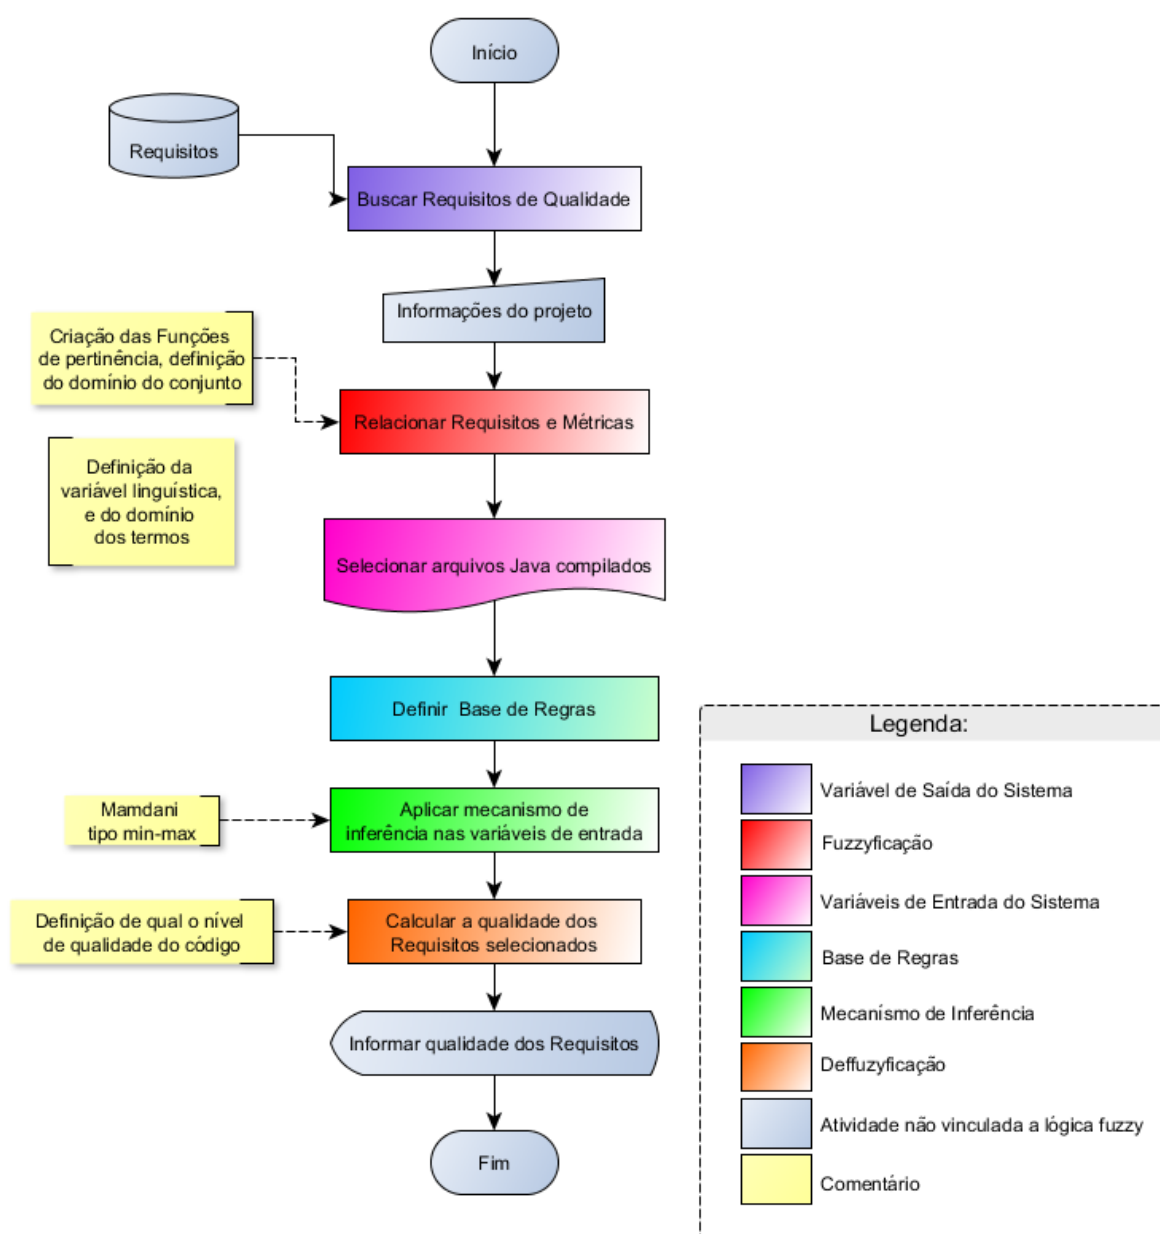 Início
Requisitos
Buscar Requisitos de Qualidade
Informações do projeto
Criação das Funções
de pertinência, definição
do domínio do conjunto
Relacionar Requisitos e Métricas
Definição da
variável linguística,
e do domínio
dos termos
Selecionar arquivos Java compilados
Definir Base de Regras
Mamdani
tipo min-max
Aplicar mecanismo de
inferência nas variáveis de entrada
Definição de qual o nível
de qualidade do código
Calcular a qualidade dos
Requisitos selecionados
Informar qualidade dos Requisitos
Fim
Legenda:
Variável de Saída do Sistema
Fuzzyficação
Variáveis de Entrada do Sistema
Base de Regras
Mecanísmo de Inferência
Deffuzyficação
Atividade não vinculada a lógica fuzzy
Comentário